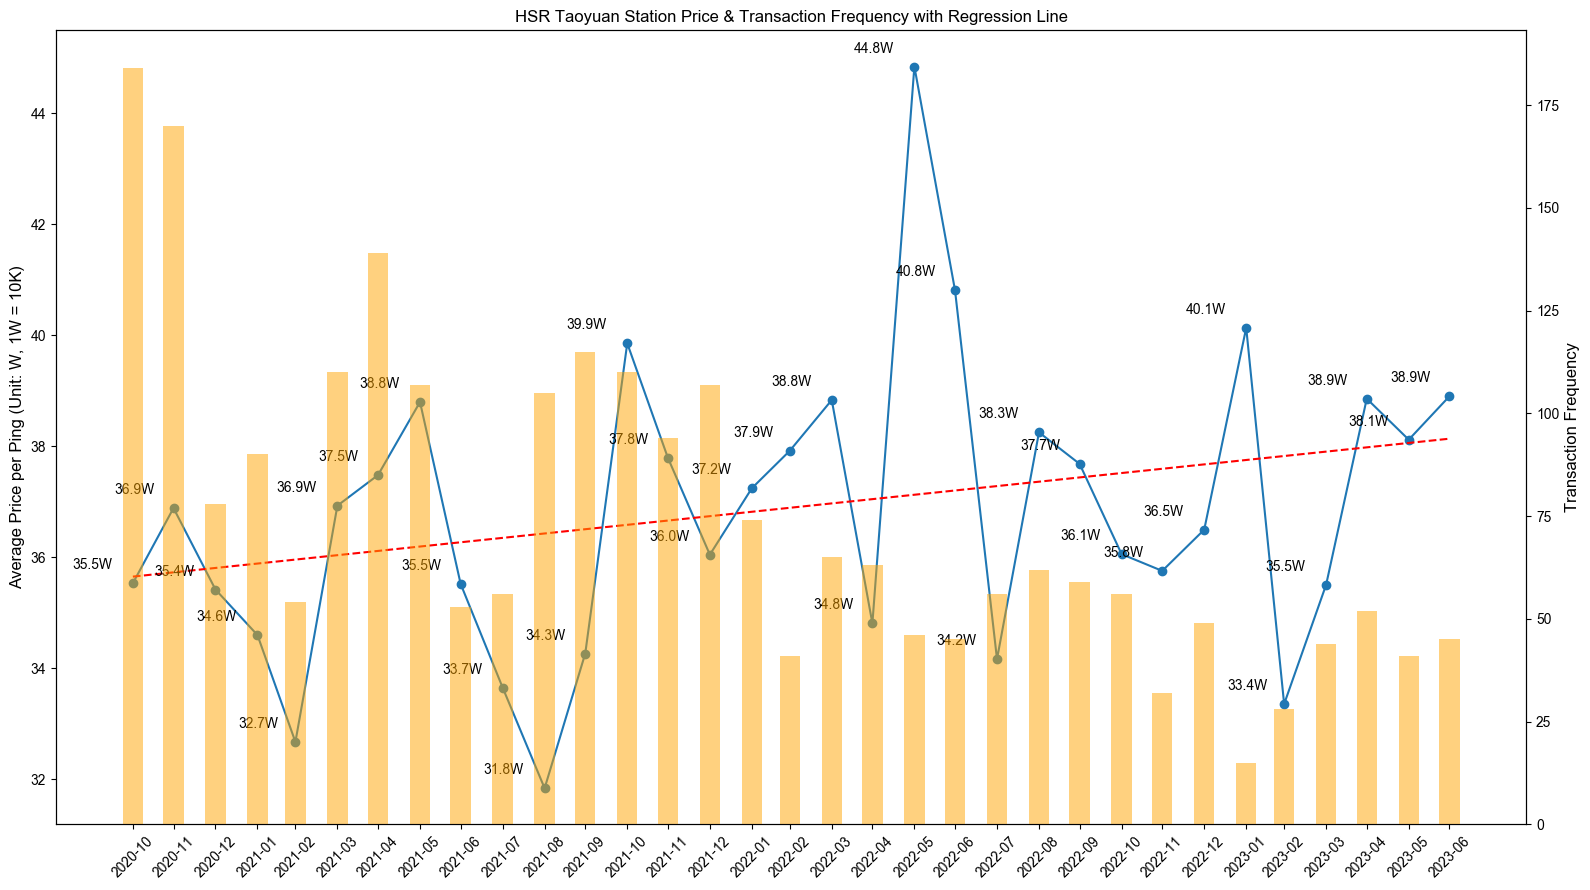 HSR Taoyuan Station Price & Transaction Frequency with Regression Line
Average Price per Ping (Unit: W, 1W = 10K)
44
42
40
38
36
34
32
35.5W
36.9W
35.4W
34.6W
32.7W
36.9W
37.5W
38.8W
35.5W
33.7W
31.8W
34.3W
39.9W
37.8W
36.0W
37.2W
37.9W
38.8W
34.8W
44.8W
40.8W
34.2W
38.3W
37.7W
36.1W
35.8W
36.5W
40.1W
33.4W
35.5W
38.9W
38.1W
38.9W
175
150
125
100
75
50
25
0
Transaction Frequency
2020-10
2020-11
2020-12
2021-01
2021-02
2021-03
2021-04
2021-05
2021-06
2021-07
2021-08
2021-09
2021-10
2021-11
2021-12
2022-01
2022-02
2022-03
2022-04
2022-05
2022-06
2022-07
2022-08
2022-09
2022-10
2022-11
2022-12
2023-01
2023-02
2023-03
2023-04
2023-05
2023-06